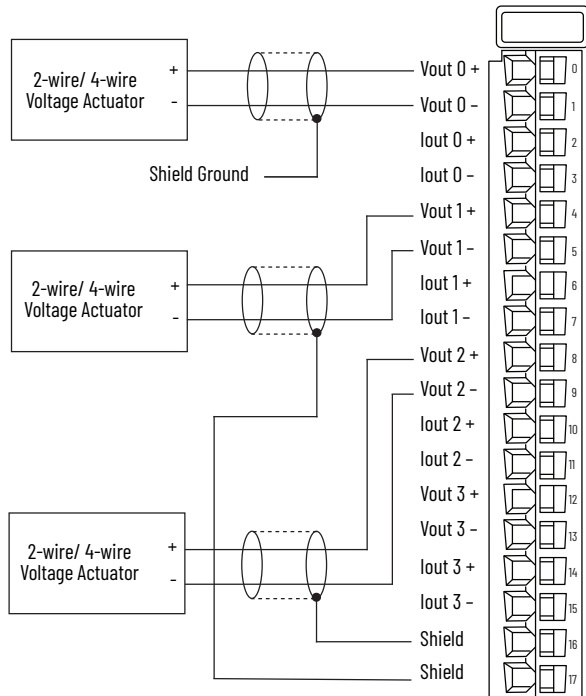 2-wire/ 4-wire
Voltage Actuator
+
-
Shield Ground
2-wire/ 4-wire
Voltage Actuator
+
-
2-wire/ 4-wire
Voltage Actuator
+
-
Vout 0 + 0
Vout 0 – 1
Iout 0 + 2
Iout 0 – 3
Vout 1 + 4
Vout 1 – 5
Iout 1 + 6
Iout 1 – 7
Vout 2 + 8
Vout 2 – 9
Iout 2 + 10
Iout 2 – 11
Vout 3 + 12
Vout 3 – 13
Iout 3 + 14
Iout 3 – 15
Shield 16
Shield 17